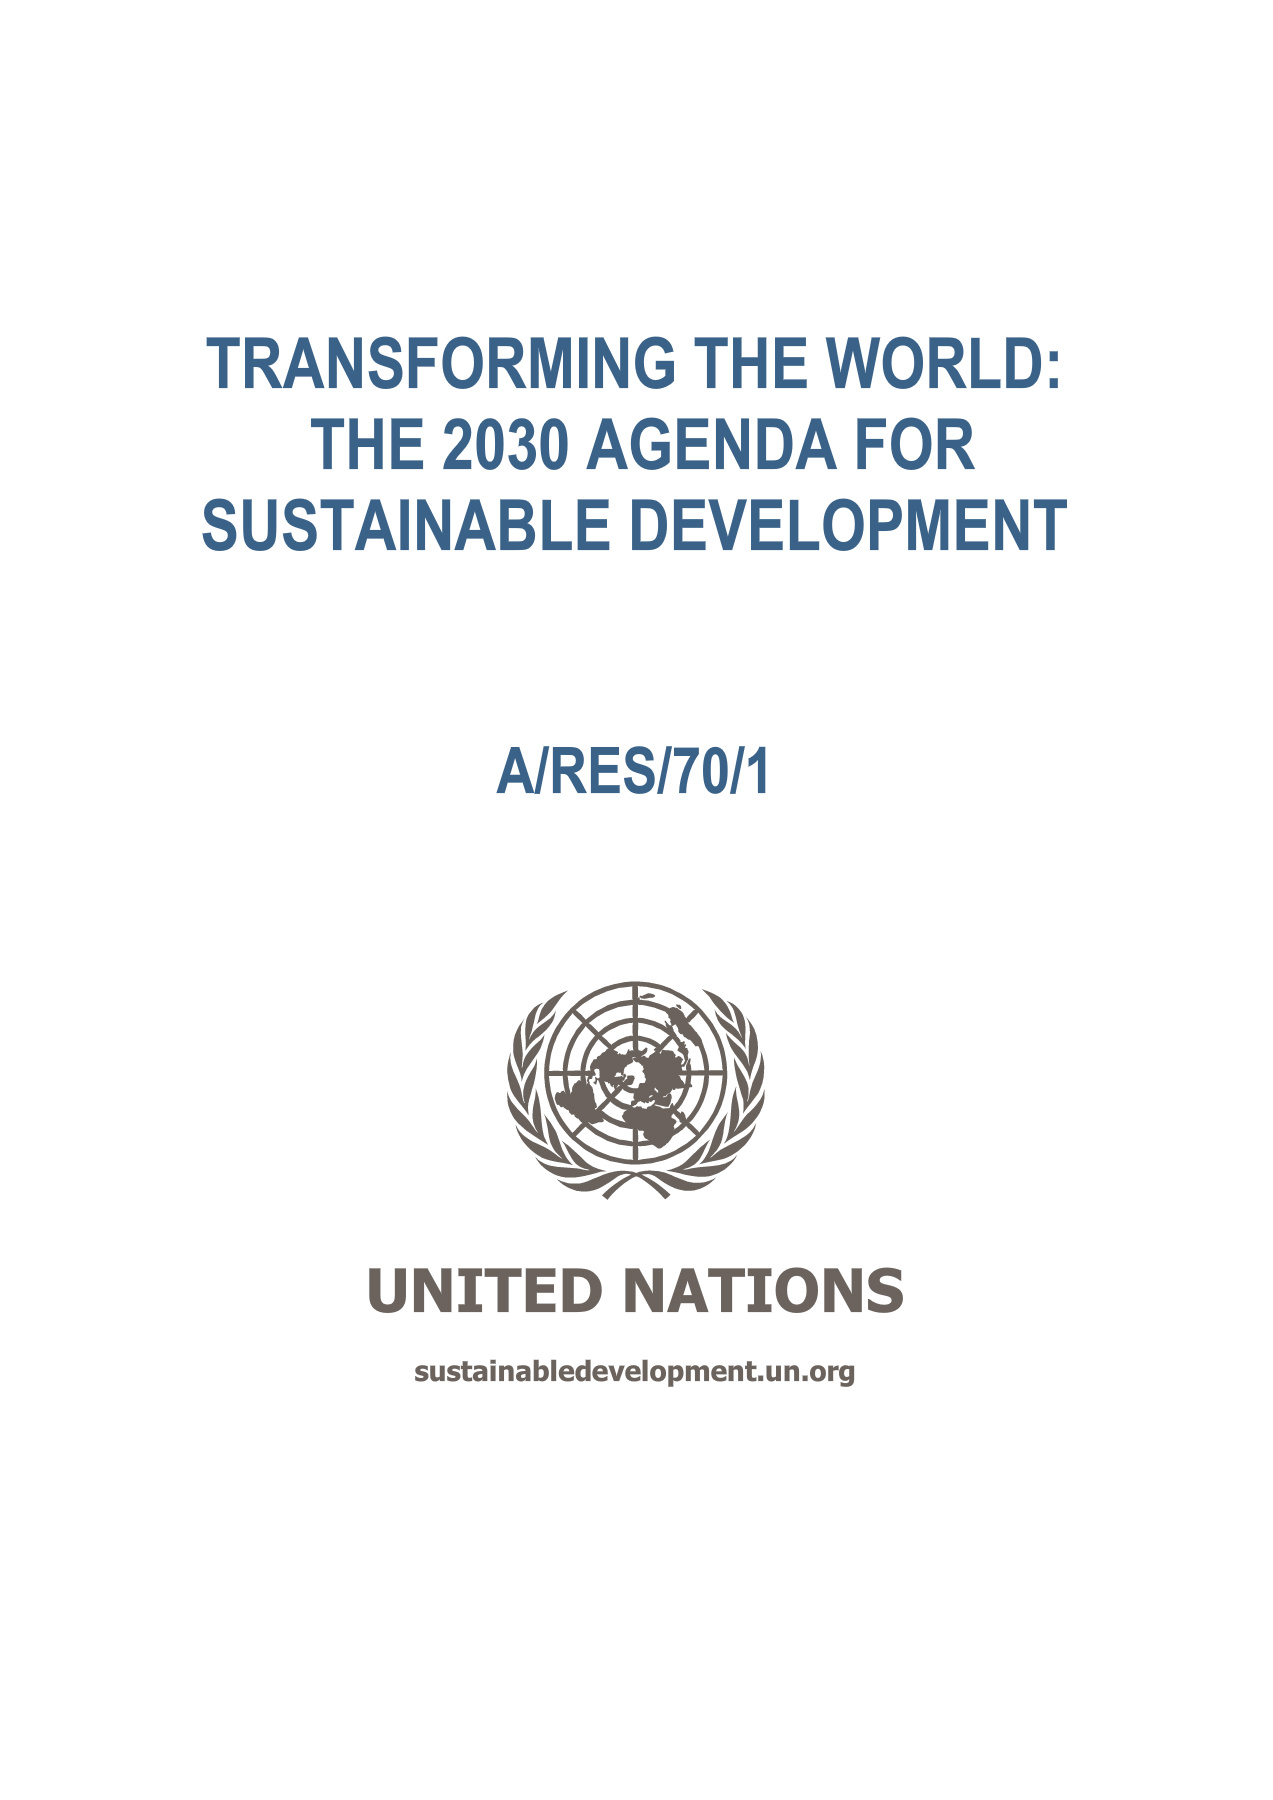 TRANSFORMING THE WORLD:
THE 2030 AGENDA FOR
SUSTAINABLE DEVELOPMENT
A/RES/70/1
UNITED NATIONS
sustainabledevelopment.un.org